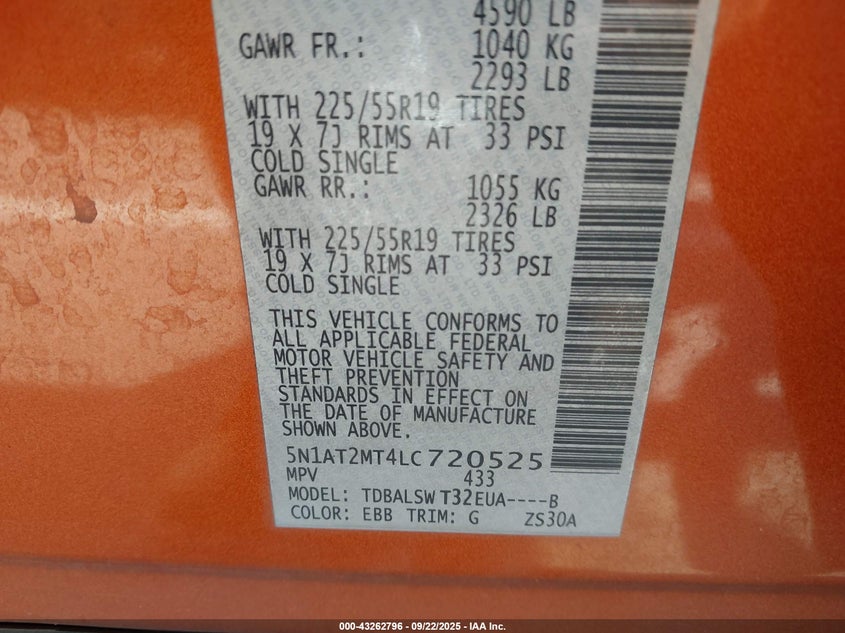 4590 LB
GAWR FR.: 1040 KG
2293 LB
WITH 225/55R19 TIRES
19 X 7J RIMS AT 33 PSI
COLD SINGLE
GAWR RR.: 1055 KG
2326 LB
WITH 225/55R19 TIRES
19 X 7J RIMS AT 33 PSI
COLD SINGLE
THIS VEHICLE CONFORMS TO
ALL APPLICABLE FEDERAL
MOTOR VEHICLE SAFETY AND
THEFT PREVENTION
STANDARDS IN EFFECT ON
THE DATE OF MANUFACTURE
SHOWN ABOVE.
5N1AT2MT4LC720525
MPV 433
MODEL: TDBALSW T32EUA----B
COLOR: EBB TRIM: G ZS30A
000-43262796 - 09/22/2025 - IAA Inc.